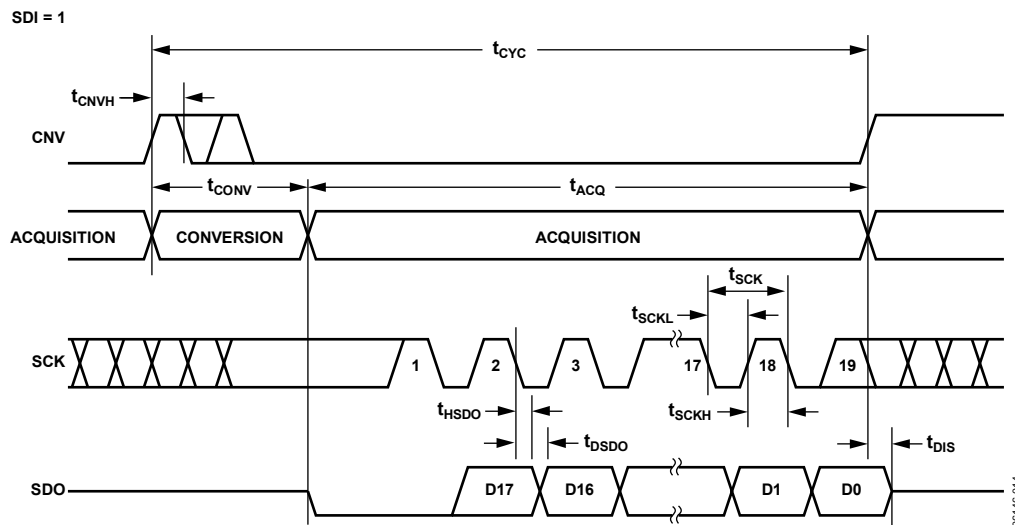 SDI = 1
tCYC
tCNVH
CNV
tCONV
tACQ
ACQUISITION CONVERSION ACQUISITION
tSCK
tSCKL
SCK 1 2 3 17 18 19
tHSDO
tSCKH
tDSDO
tDIS
SDO D17 D16 D1 D0